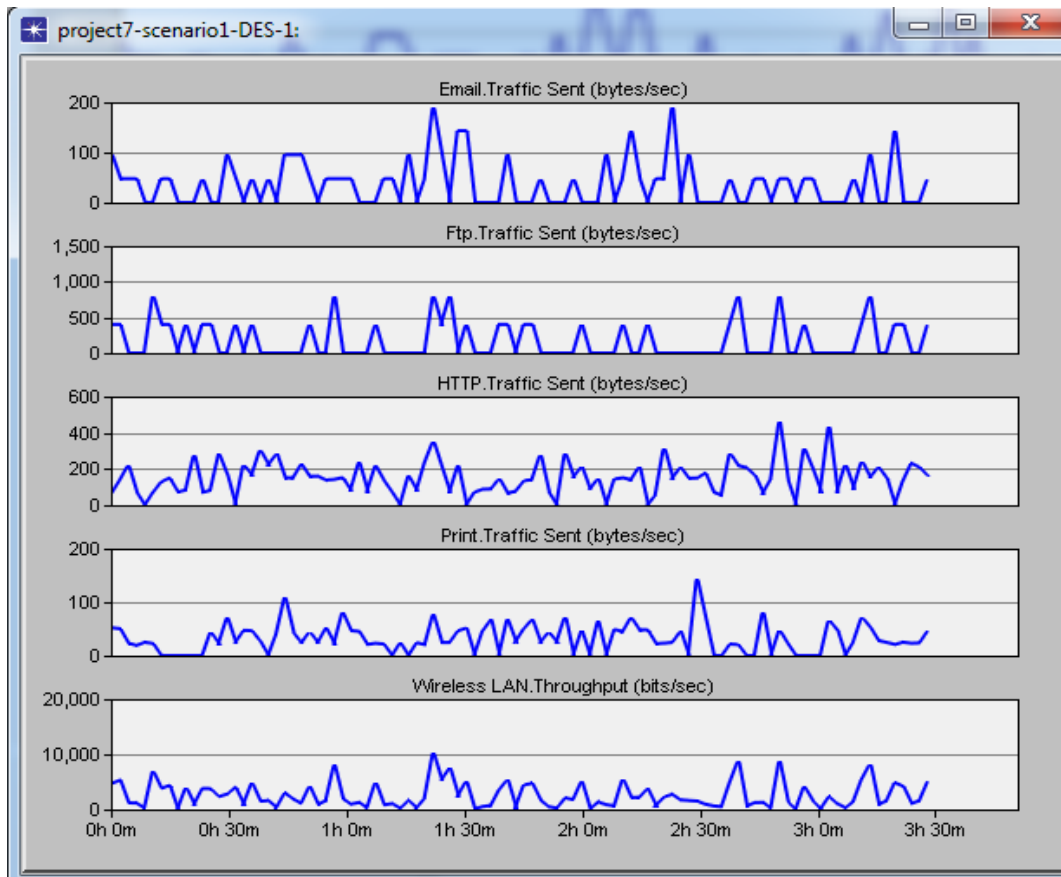 project7-scenario1-DES-1:
Email.Traffic Sent (bytes/sec)
200
100
0
Ftp.Traffic Sent (bytes/sec)
1,500
1,000
500
0
HTTP.Traffic Sent (bytes/sec)
600
400
200
0
Print.Traffic Sent (bytes/sec)
200
100
0
Wireless LAN.Throughput (bits/sec)
20,000
10,000
0
0h 0m 0h 30m 1h 0m 1h 30m 2h 0m 2h 30m 3h 0m 3h 30m